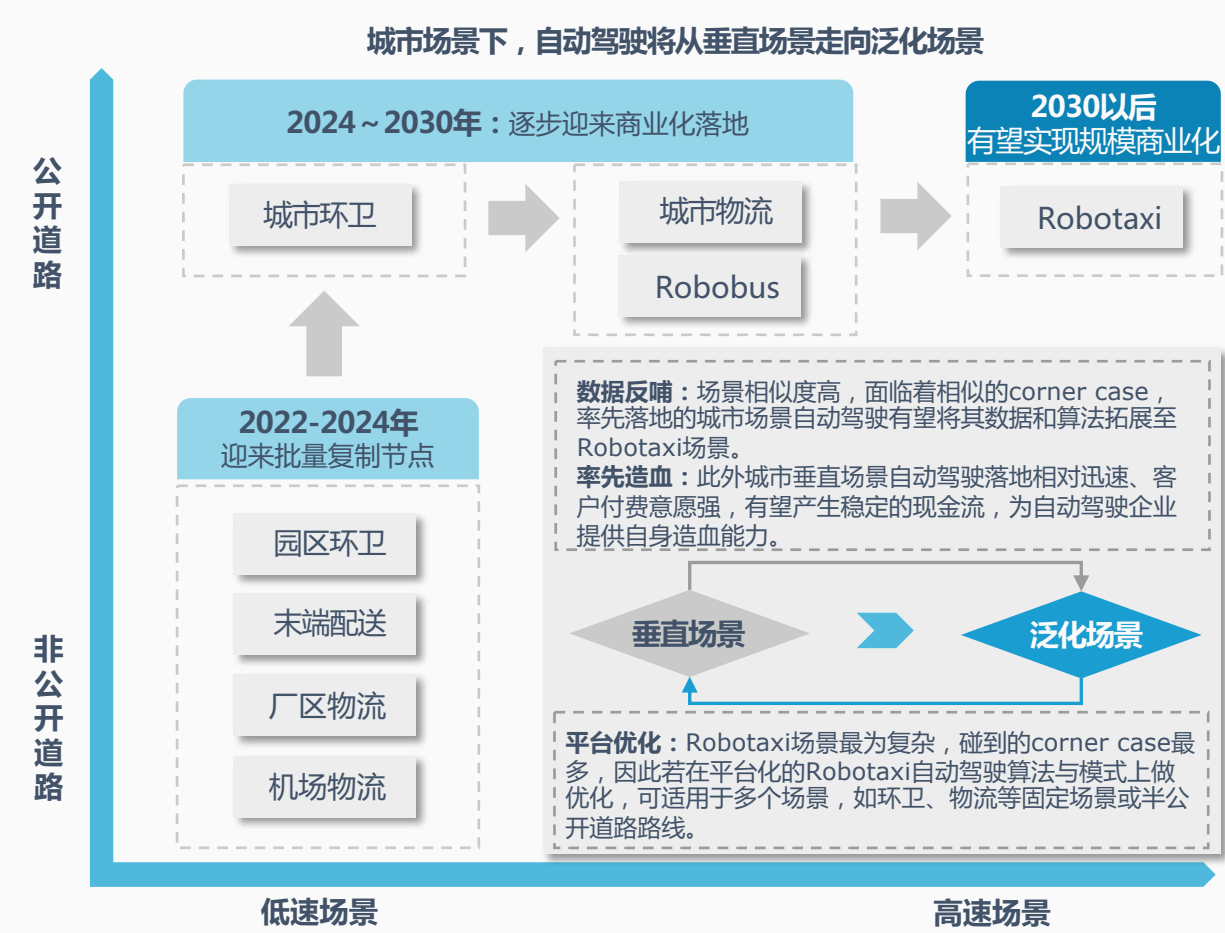 城市场景下，自动驾驶将从垂直场景走向泛化场景
公开道路
2024～2030年：逐步迎来商业化落地
2030以后
有望实现规模商业化
城市环卫
城市物流
Robobus
Robotaxi
2022-2024年
迎来批量复制节点
园区环卫
末端配送
厂区物流
机场物流
非公开道路
数据反哺：场景相似度高，面临着相似的corner case，
率先落地的城市场景自动驾驶有望将其数据和算法拓展至
Robotaxi场景。
率先造血：此外城市垂直场景自动驾驶落地相对迅速、客
户付费意愿强，有望产生稳定的现金流，为自动驾驶企业
提供自身造血能力。
垂直场景
泛化场景
平台优化：Robotaxi场景最为复杂，碰到的corner case最
多，因此若在平台化的Robotaxi自动驾驶算法与模式上做
优化，可适用于多个场景，如环卫、物流等固定场景或半公
开道路路线。
低速场景
高速场景